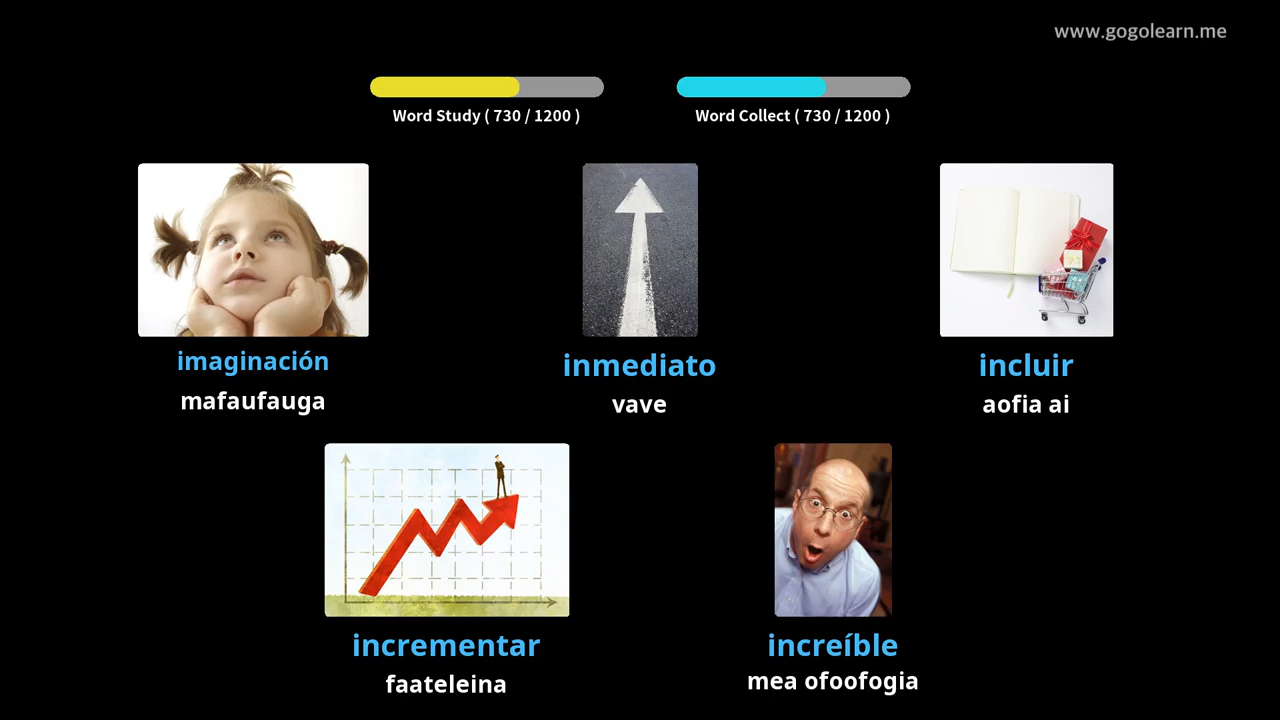 www.gogolearn.me
Word Study ( 730 / 1200 )
Word Collect ( 730 / 1200 )
imaginación
mafaufauga
inmediato
vave
incluir
aofia ai
incrementar
faateleina
increíble
mea ofoofogia